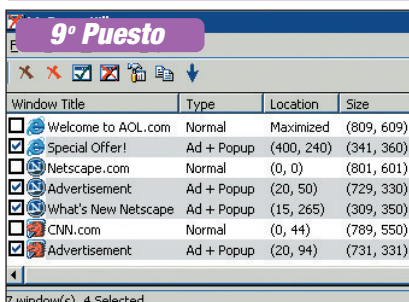 9º Puesto
Window Title Type Location Size
Welcome to AOL.com Normal Maximized (809, 609)
Special Offer! Ad + Popup (400, 240) (341, 360)
Netscape.com Normal (0, 0) (801, 601)
Advertisement Ad + Popup (20, 50) (729, 330)
What's New Netscape Ad + Popup (15, 265) (309, 350)
CNN.com Normal (0, 44) (789, 550)
Advertisement Ad + Popup (20, 94) (731, 331)
7 window(s), 4 Selected